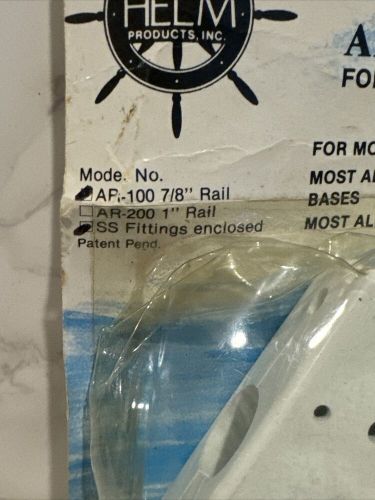 HELM
PRODUCTS, INC.
A
FO
FOR MO
Mode. No.
MOST AL
AR-100 7/8" Rail
BASES
AR-200 1" Rail
MOST AL
SS Fittings enclosed
Patent Pend.